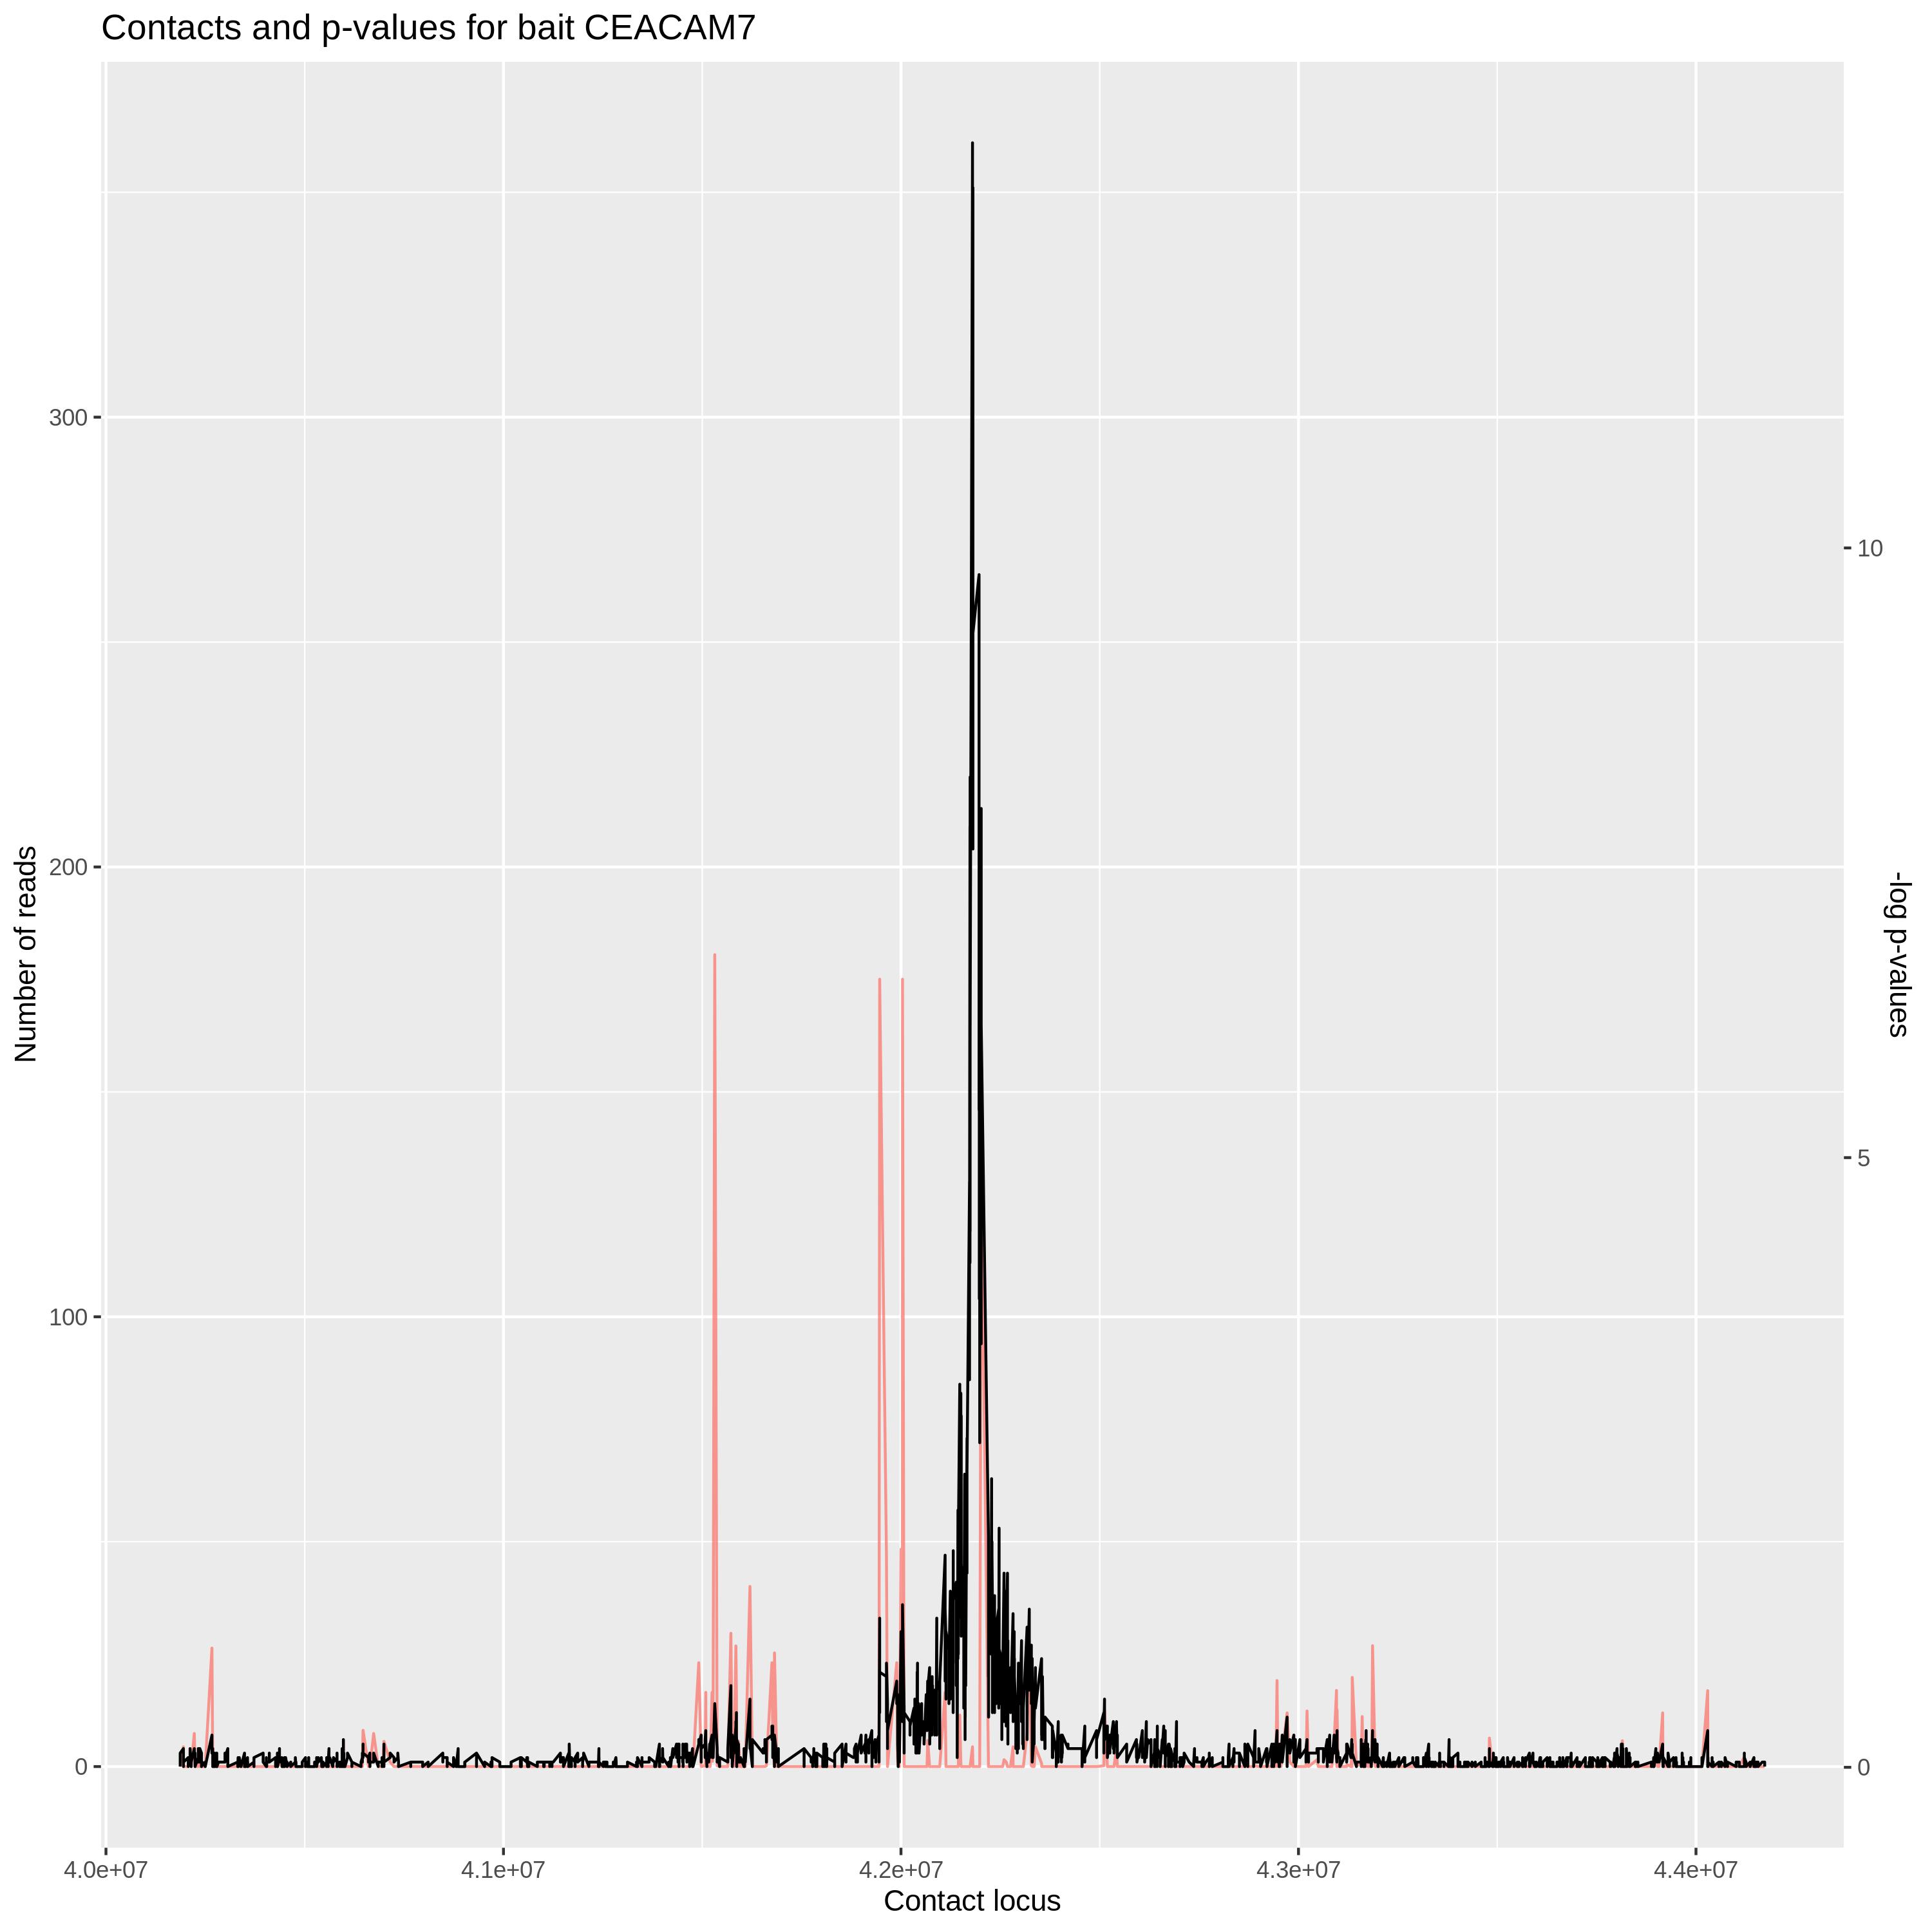 Contacts and p-values for bait CEACAM7
Number of reads
300
200
100
0
10
5
0
-log p-values
4.0e+07
4.1e+07
4.2e+07
4.3e+07
4.4e+07
Contact locus